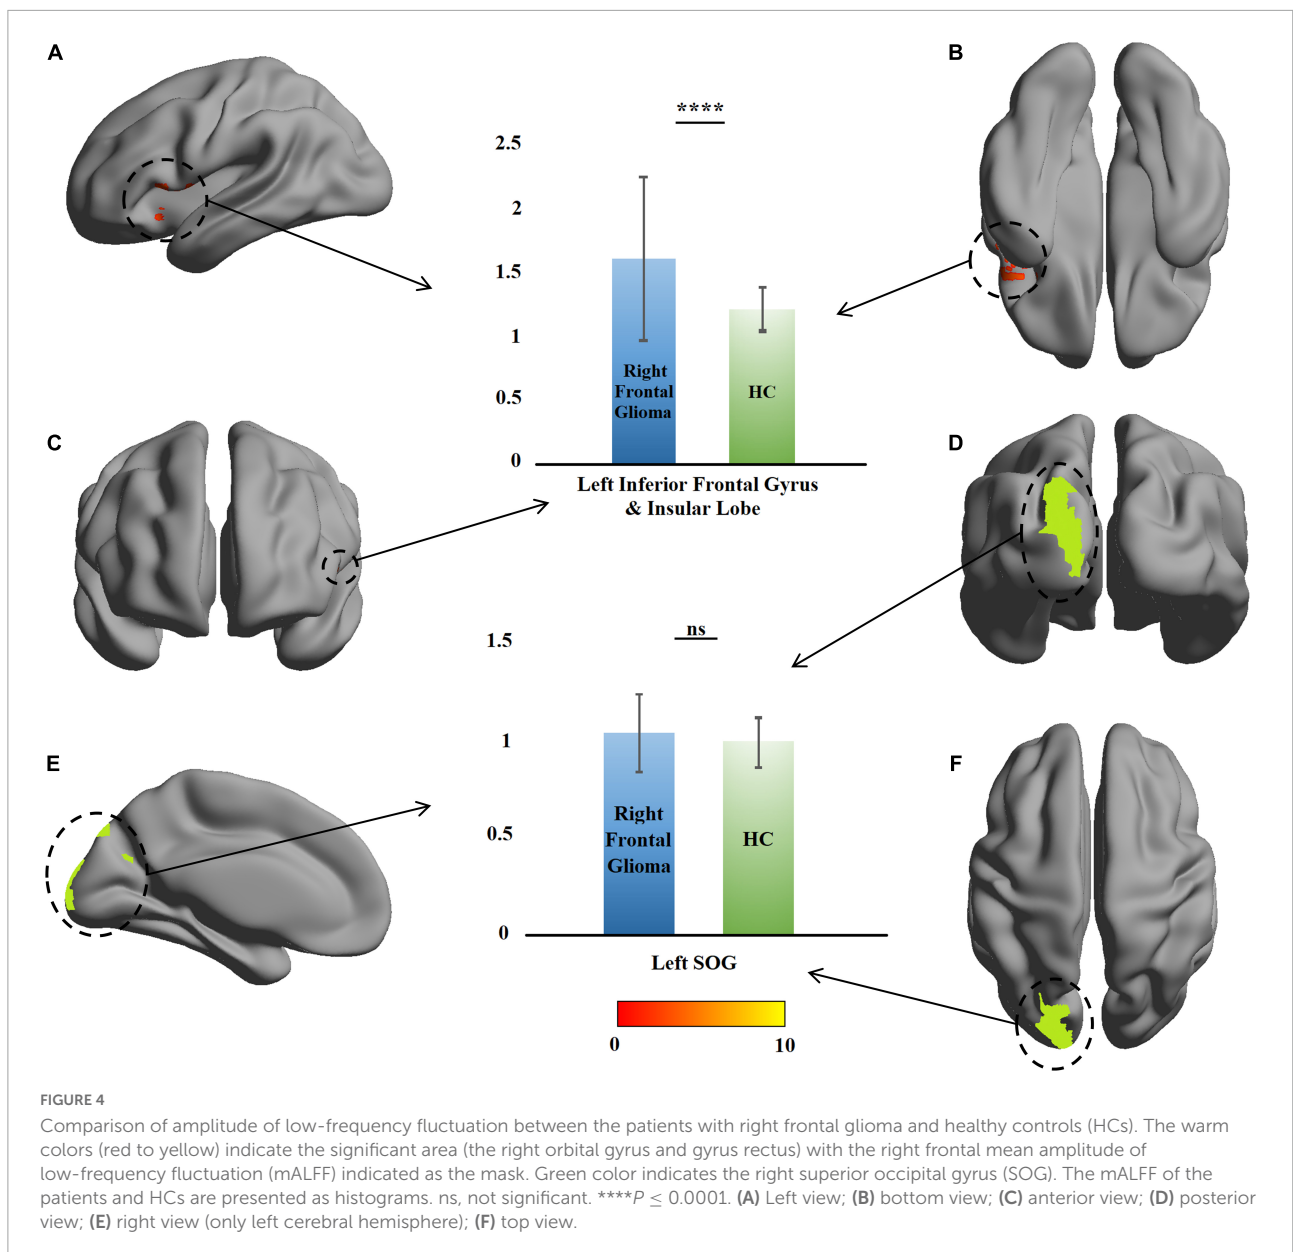 A
B
****
2.5
2
1.5
1
0.5
0
Right
Frontal
Glioma
HC
Left Inferior Frontal Gyrus
& Insular Lobe
C
D
ns
1.5
1
0.5
0
Right
Frontal
Glioma
HC
Left SOG
E
F
0
10
FIGURE 4
Comparison of amplitude of low-frequency fluctuation between the patients with right frontal glioma and healthy controls (HCs). The warm
colors (red to yellow) indicate the significant area (the right orbital gyrus and gyrus rectus) with the right frontal mean amplitude of
low-frequency fluctuation (mALFF) indicated as the mask. Green color indicates the right superior occipital gyrus (SOG). The mALFF of the
patients and HCs are presented as histograms. ns, not significant. ****P ≤ 0.0001. (A) Left view; (B) bottom view; (C) anterior view; (D) posterior
view; (E) right view (only left cerebral hemisphere); (F) top view.